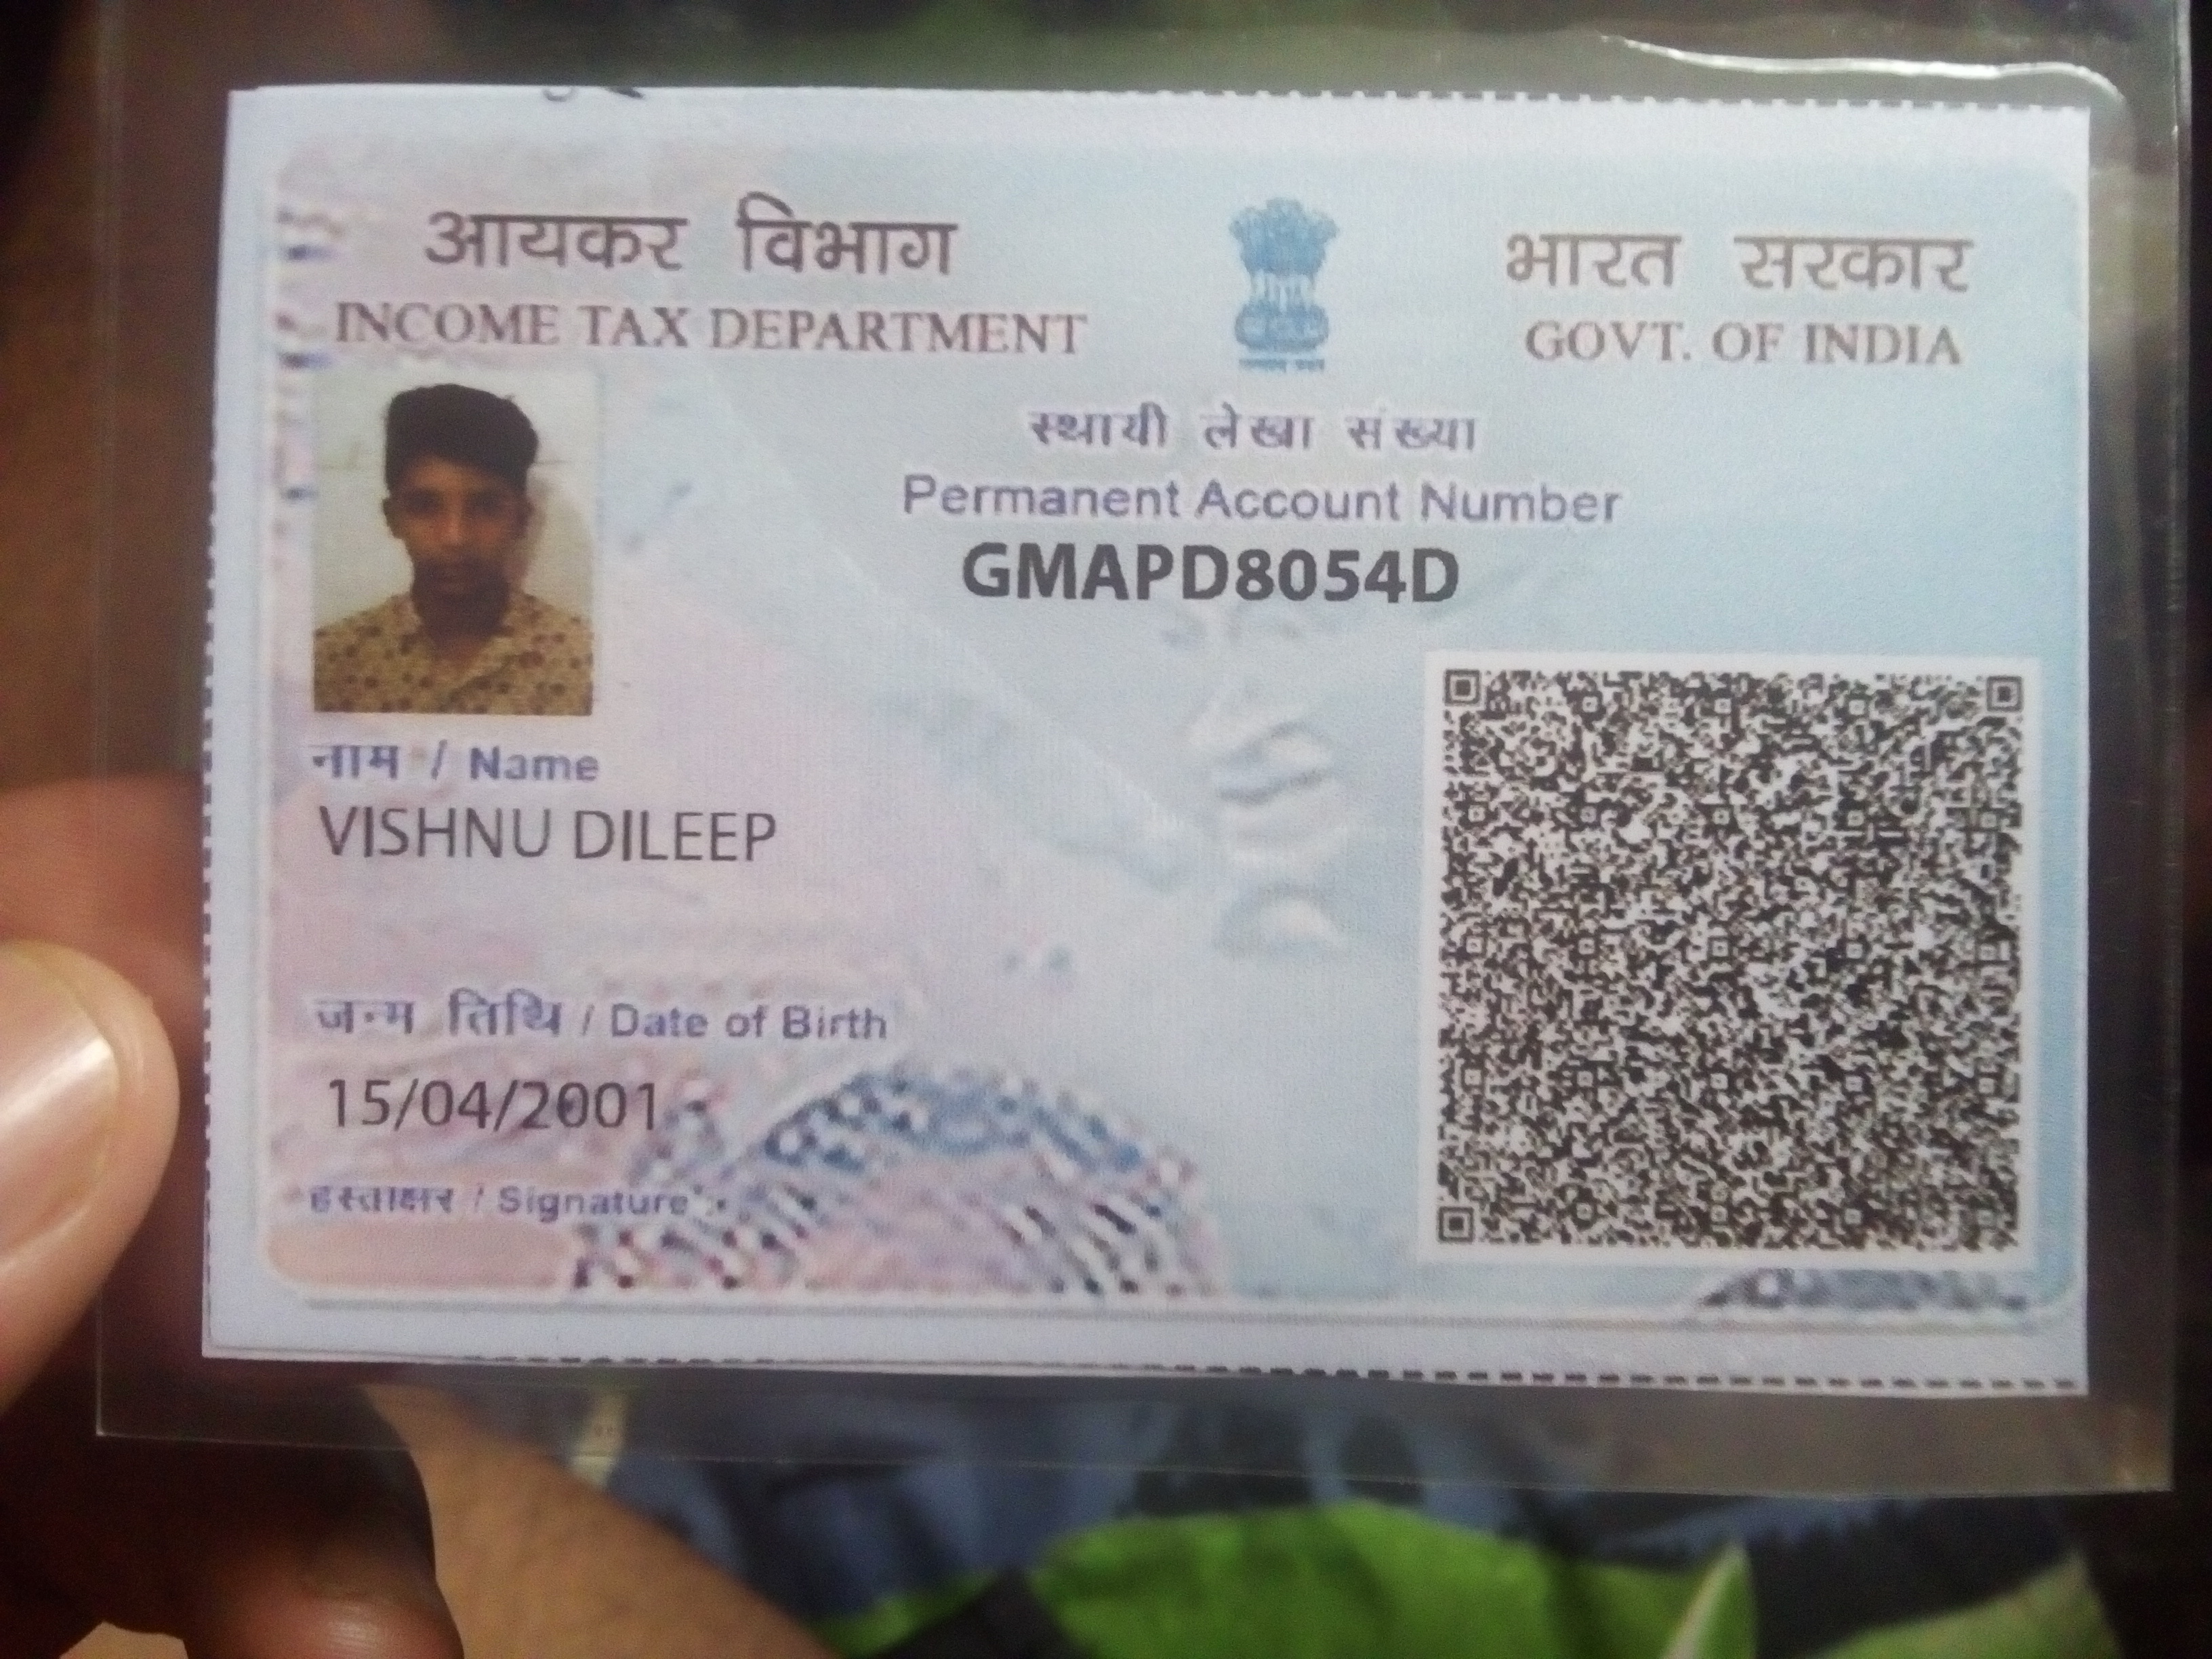 आयकर विभाग
INCOME TAX DEPARTMENT
भारत सरकार
GOVT. OF INDIA
स्थायी लेखा संख्या
Permanent Account Number
GMAPD8054D
नाम / Name
VISHNU DILEEP
जन्म तिथि / Date of Birth
15/04/2001
हस्ताक्षर / Signature